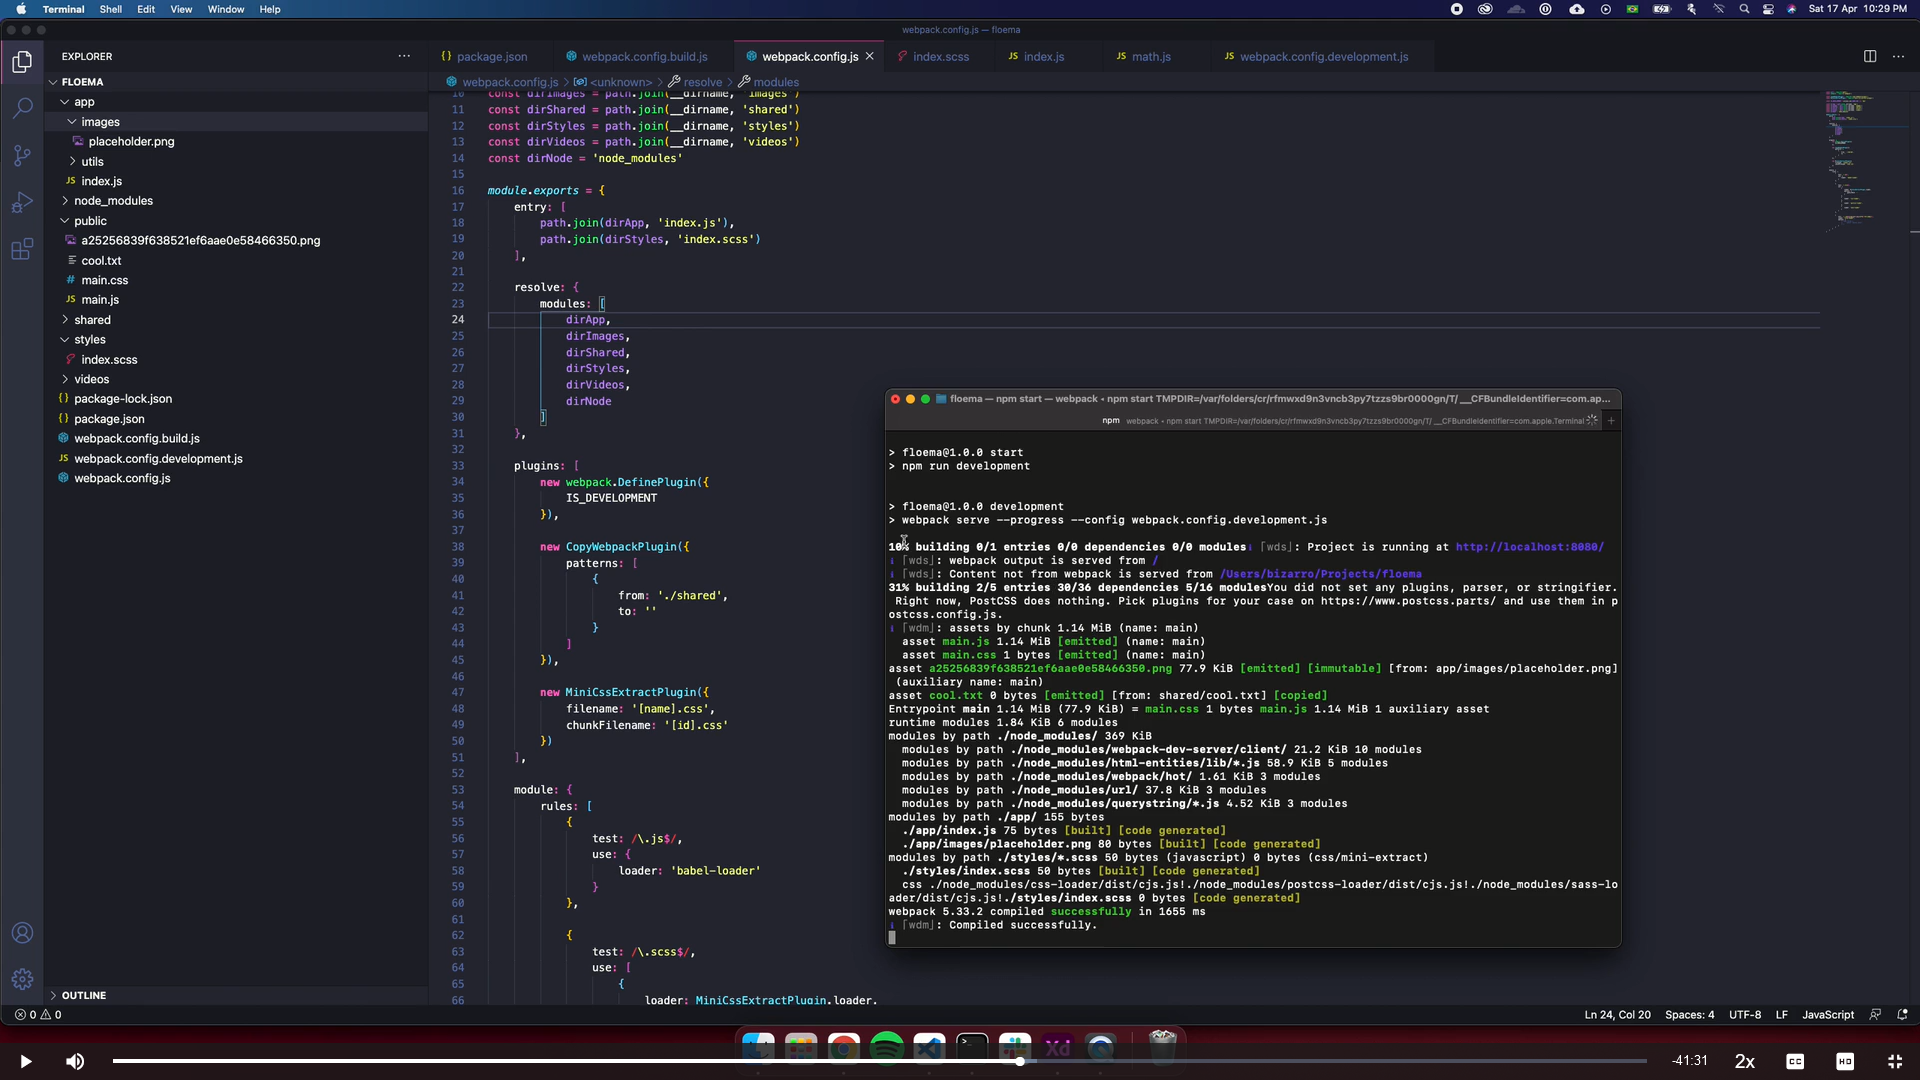 Terminal Shell Edit View Window Help
Sat 17 Apr 10:29 PM
webpack.config.js — floema
EXPLORER
FLOEMA
app
images
placeholder.png
utils
JS index.js
node_modules
public
a25256839f638521ef6aae0e58466350.png
cool.txt
# main.css
JS main.js
shared
styles
index.scss
videos
{} package-lock.json
{} package.json
webpack.config.build.js
webpack.config.development.js
webpack.config.js
OUTLINE
{} package.json
webpack.config.build.js
webpack.config.js
index.scss
JS index.js
JS math.js
JS webpack.config.development.js
webpack.config.js > <unknown> > resolve > modules
10 const dirImages = path.join(__dirname, 'images')
11 const dirShared = path.join(__dirname, 'shared')
12 const dirStyles = path.join(__dirname, 'styles')
13 const dirVideos = path.join(__dirname, 'videos')
14 const dirNode = 'node_modules'
15
16 module.exports = {
17 entry: [
18 path.join(dirApp, 'index.js'),
19 path.join(dirStyles, 'index.scss')
20 ],
21
22 resolve: {
23 modules: [
24 dirApp,
25 dirImages,
26 dirShared,
27 dirStyles,
28 dirVideos,
29 dirNode
30 ]
31 },
32
33 plugins: [
34 new webpack.DefinePlugin({
35 IS_DEVELOPMENT
36 }),
37
38 new CopyWebpackPlugin({
39 patterns: [
40 {
41 from: './shared',
42 to: ''
43 }
44 ]
45 }),
46
47 new MiniCssExtractPlugin({
48 filename: '[name].css',
49 chunkFilename: '[id].css'
50 })
51 ],
52
53 module: {
54 rules: [
55 {
56 test: /\.js$/,
57 use: {
58 loader: 'babel-loader'
59 }
60 },
61
62 {
63 test: /\.scss$/,
64 use: [
65 {
66 loader: MiniCssExtractPlugin.loader,
floema — npm start — webpack ◂ npm start TMPDIR=/var/folders/cr/rfmwxd9n3vncb3py7tzzs9br0000gn/T/ __CFBundleIdentifier=com.ap...
npm webpack ◂ npm start TMPDIR=/var/folders/cr/rfmwxd9n3vncb3py7tzzs9br0000gn/T/ __CFBundleIdentifier=com.apple.Terminal
> floema@1.0.0 start
> npm run development
> floema@1.0.0 development
> webpack serve --progress --config webpack.config.development.js
10% building 0/1 entries 0/0 dependencies 0/0 modulesℹ ｢wds｣: Project is running at http://localhost:8080/
ℹ ｢wds｣: webpack output is served from /
ℹ ｢wds｣: Content not from webpack is served from /Users/bizarro/Projects/floema
31% building 2/5 entries 30/36 dependencies 5/16 modulesYou did not set any plugins, parser, or stringifier.
Right now, PostCSS does nothing. Pick plugins for your case on https://www.postcss.parts/ and use them in p
ostcss.config.js.
ℹ ｢wdm｣: assets by chunk 1.14 MiB (name: main)
asset main.js 1.14 MiB [emitted] (name: main)
asset main.css 1 bytes [emitted] (name: main)
asset a25256839f638521ef6aae0e58466350.png 77.9 KiB [emitted] [immutable] [from: app/images/placeholder.png]
(auxiliary name: main)
asset cool.txt 0 bytes [emitted] [from: shared/cool.txt] [copied]
Entrypoint main 1.14 MiB (77.9 KiB) = main.css 1 bytes main.js 1.14 MiB 1 auxiliary asset
runtime modules 1.84 KiB 6 modules
modules by path ./node_modules/ 369 KiB
modules by path ./node_modules/webpack-dev-server/client/ 21.2 KiB 10 modules
modules by path ./node_modules/html-entities/lib/*.js 58.9 KiB 5 modules
modules by path ./node_modules/webpack/hot/ 1.61 KiB 3 modules
modules by path ./node_modules/url/ 37.8 KiB 3 modules
modules by path ./node_modules/querystring/*.js 4.52 KiB 3 modules
modules by path ./app/ 155 bytes
./app/index.js 75 bytes [built] [code generated]
./app/images/placeholder.png 80 bytes [built] [code generated]
modules by path ./styles/*.scss 50 bytes (javascript) 0 bytes (css/mini-extract)
./styles/index.scss 50 bytes [built] [code generated]
css ./node_modules/css-loader/dist/cjs.js!./node_modules/postcss-loader/dist/cjs.js!./node_modules/sass-lo
ader/dist/cjs.js!./styles/index.scss 0 bytes [code generated]
webpack 5.33.2 compiled successfully in 1655 ms
ℹ ｢wdm｣: Compiled successfully.
0 0
Ln 24, Col 20 Spaces: 4 UTF-8 LF JavaScript
Xd
-41:31 2x CC HD